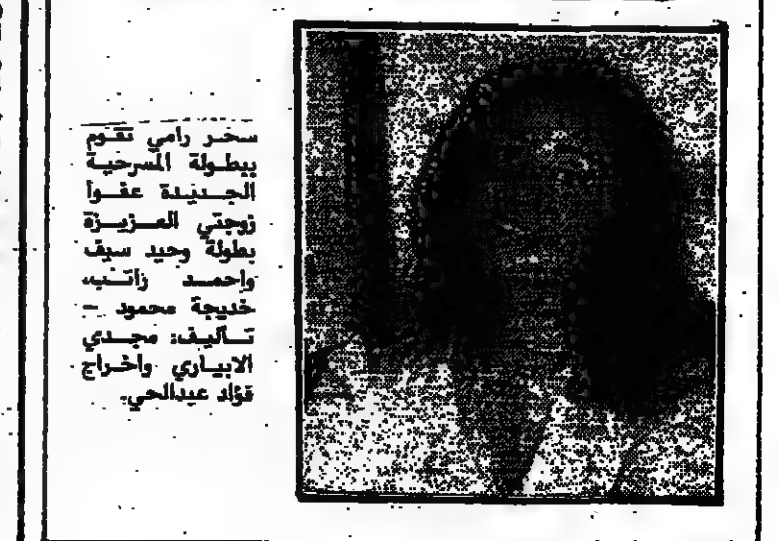 سحر رامي تقوم
ببطولة المسرحية
الجديدة عفواً
زوجتي العزيزة
بطولة وحيد سيف
واحمد راتب،
خديجة محمود –
تأليف: مجدي
الابياري واخراج
فؤاد عبدالحي.